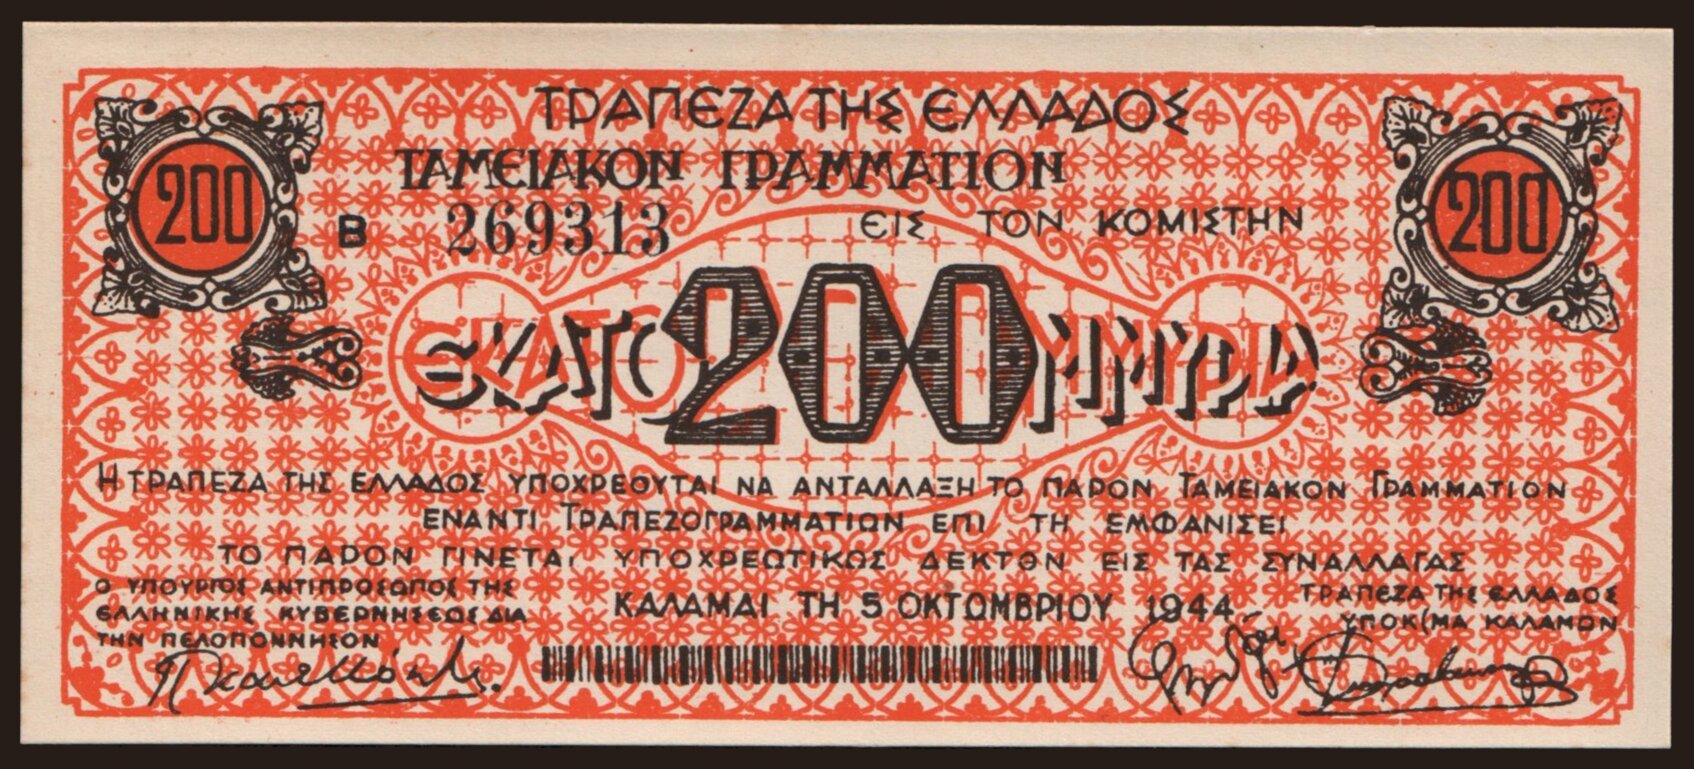 ΤΡΑΠΕΖΑ ΤΗΣ ΕΛΛΑΔΟΣ
ΤΑΜΕΙΑΚΟΝ ΓΡΑΜΜΑΤΙΟΝ
200
200
Β 269313
ΕΙΣ ΤΟΝ ΚΟΜΙΣΤΗΝ
ΕΚΑΤΟΜΜΥΡΙΑ
200
Η ΤΡΑΠΕΖΑ ΤΗΣ ΕΛΛΑΔΟΣ ΥΠΟΧΡΕΟΥΤΑΙ ΝΑ ΑΝΤΑΛΛΑΞΗ ΤΟ ΠΑΡΟΝ ΤΑΜΕΙΑΚΟΝ ΓΡΑΜΜΑΤΙΟΝ
ΕΝΑΝΤΙ ΤΡΑΠΕΖΟΓΡΑΜΜΑΤΙΩΝ ΕΠΙ ΤΗ ΕΜΦΑΝΙΣΕΙ
ΤΟ ΠΑΡΟΝ ΓΙΝΕΤΑΙ ΥΠΟΧΡΕΩΤΙΚΩΣ ΔΕΚΤΟΝ ΕΙΣ ΤΑΣ ΣΥΝΑΛΛΑΓΑΣ
Ο ΥΠΟΥΡΓΟΣ ΑΝΤΙΠΡΟΣΩΠΟΣ ΤΗΣ
ΕΛΛΗΝΙΚΗΣ ΚΥΒΕΡΝΗΣΕΩΣ ΔΙΑ
ΤΗΝ ΠΕΛΟΠΟΝΝΗΣΟΝ
ΚΑΛΑΜΑΙ ΤΗ 5 ΟΚΤΩΜΒΡΙΟΥ 1944
ΤΡΑΠΕΖΑ ΤΗΣ ΕΛΛΑΔΟΣ
ΥΠΟΚ(ΜΑ ΚΑΛΑΜΩΝ